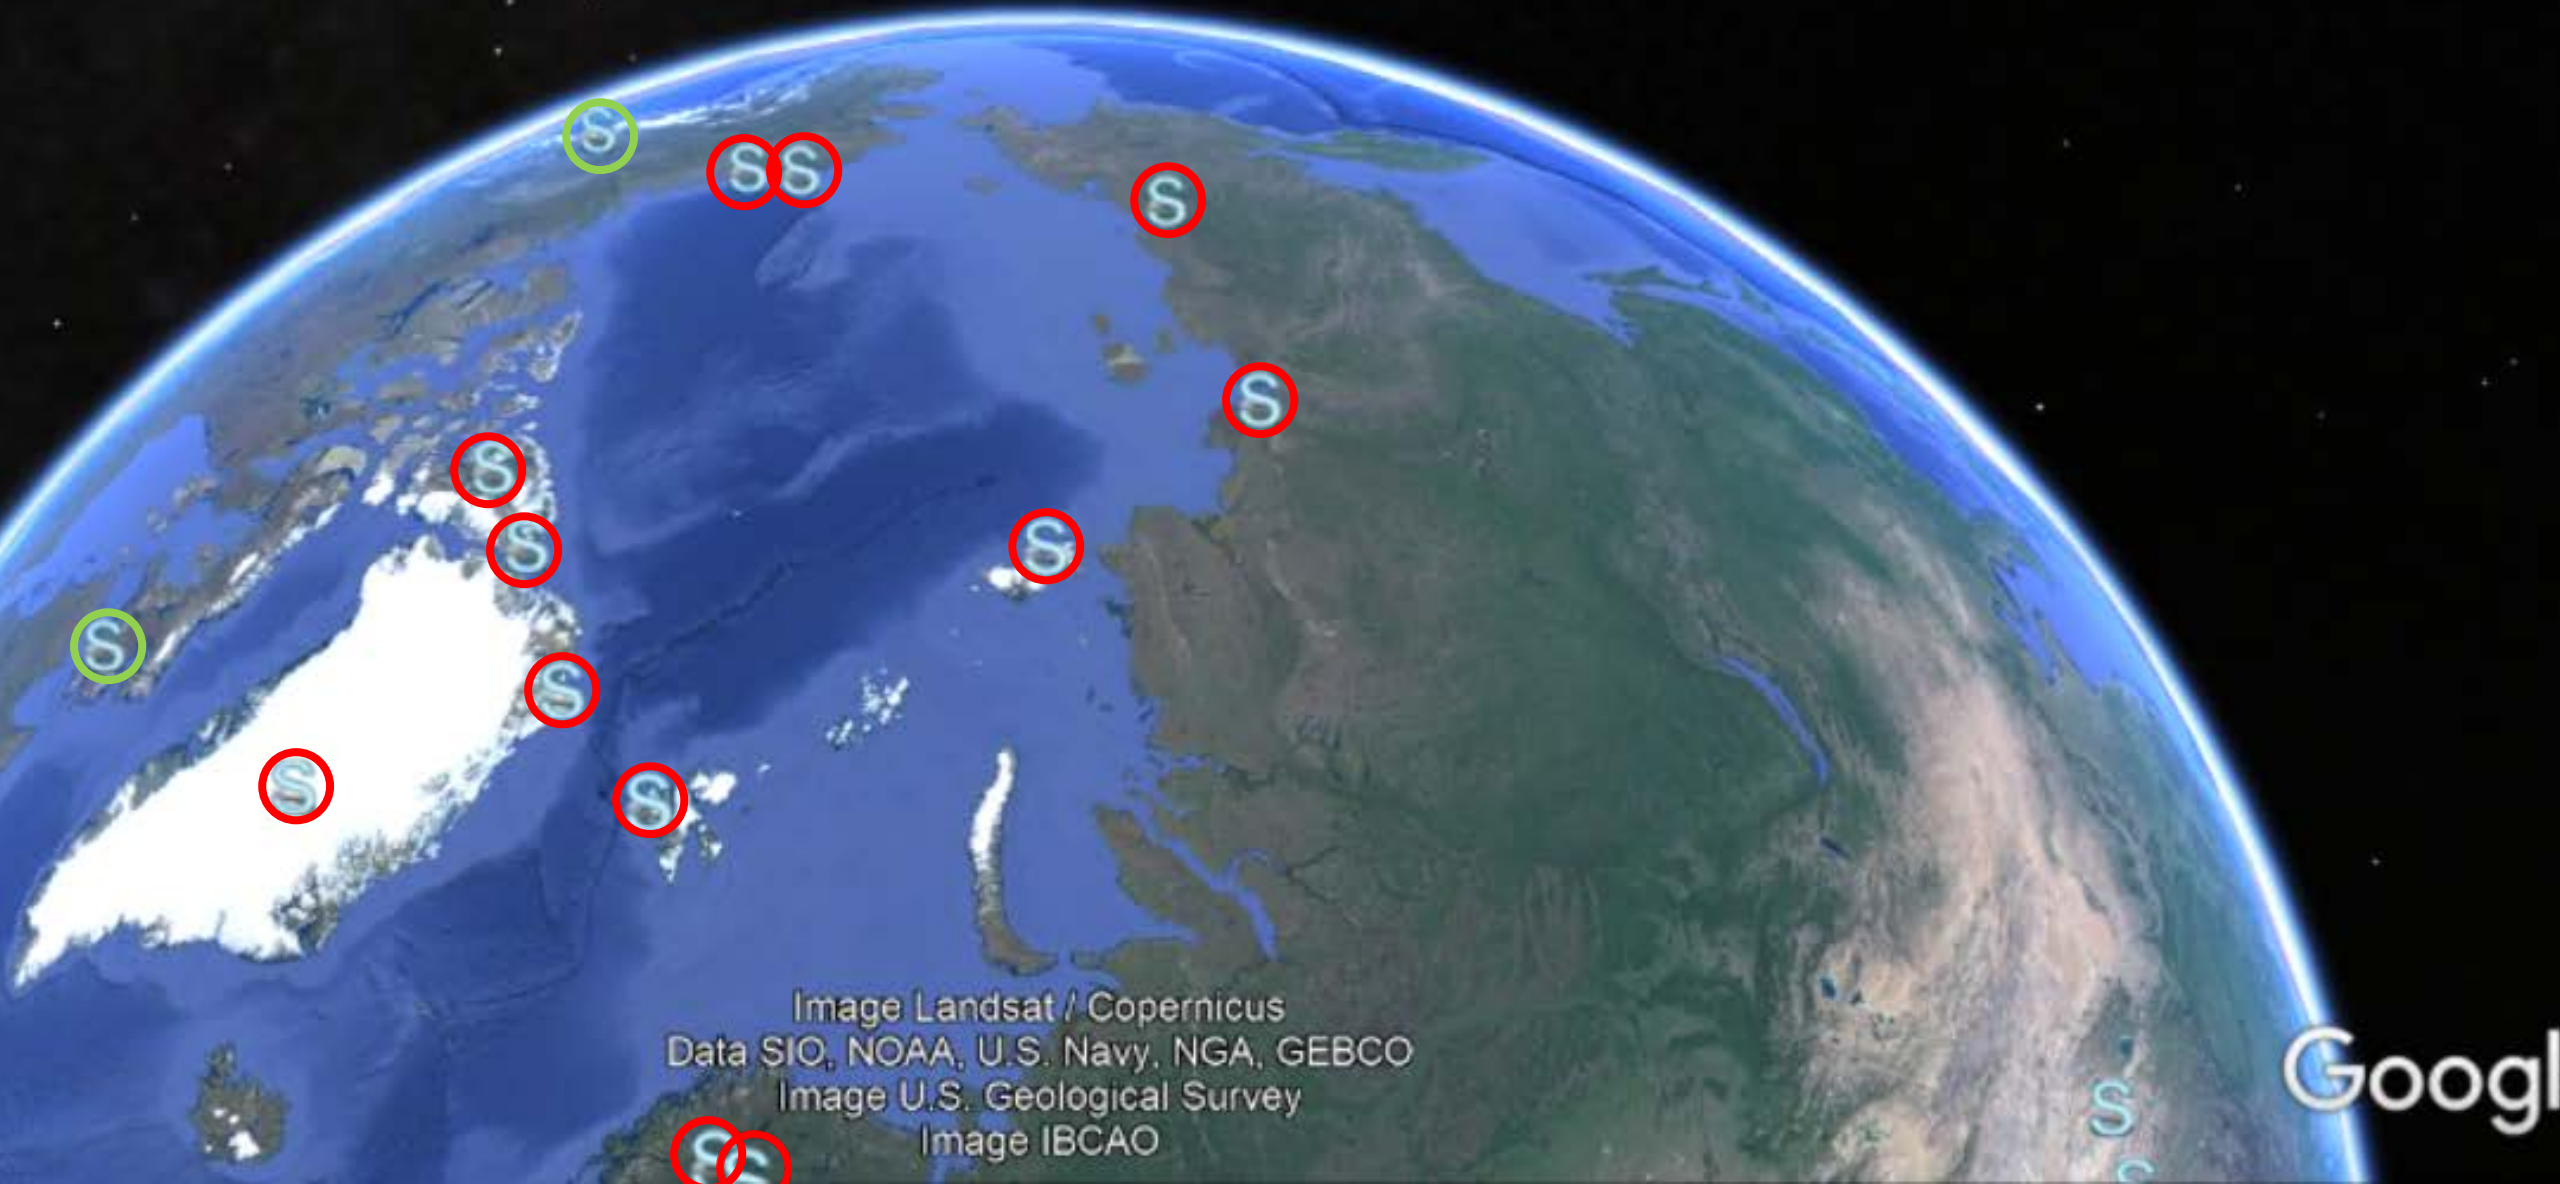 S
S S
S
S
S
S
S
S
S
S
S
Image Landsat / Copernicus
Data SIO, NOAA, U.S. Navy, NGA, GEBCO
Googl
Image U.S. Geological Survey
S
Image IBCAO
S S
S